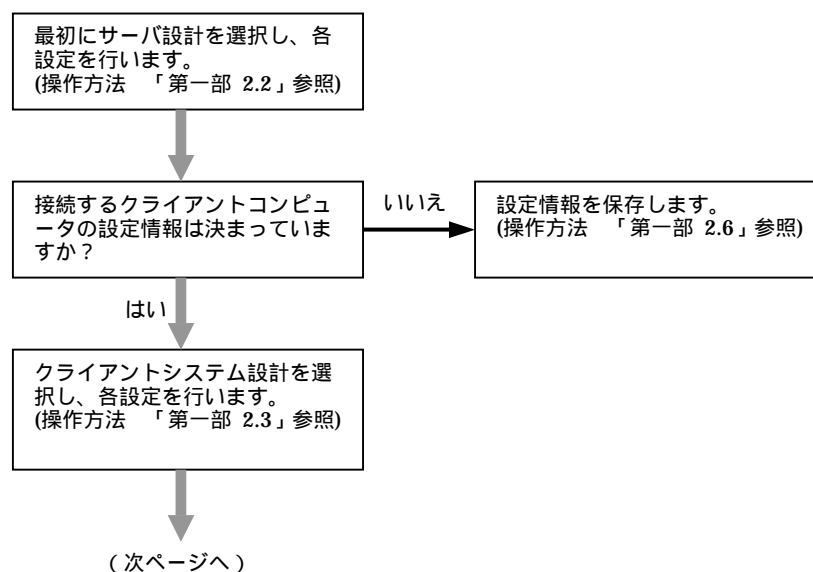 最初にサーバ設計を選択し、各
設定を行います。
(操作方法　「第一部 2.2」参照)
接続するクライアントコンピュ
ータの設定情報は決まっていま
すか？
いいえ
設定情報を保存します。
(操作方法　「第一部 2.6」参照)
はい
クライアントシステム設計を選
択し、各設定を行います。
(操作方法　「第一部 2.3」参照)
（次ページへ）